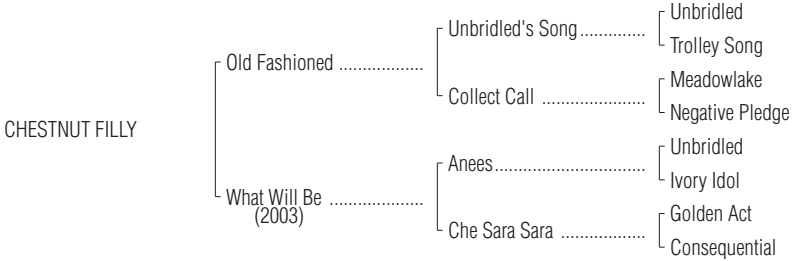 Unbridled
Unbridled's Song..............
Trolley Song
Old Fashioned ..................
Meadowlake
Collect Call ......................
Negative Pledge
CHESTNUT FILLY
Unbridled
Anees................................
Ivory Idol
What Will Be ....................
(2003)
Golden Act
Che Sara Sara ..................
Consequential